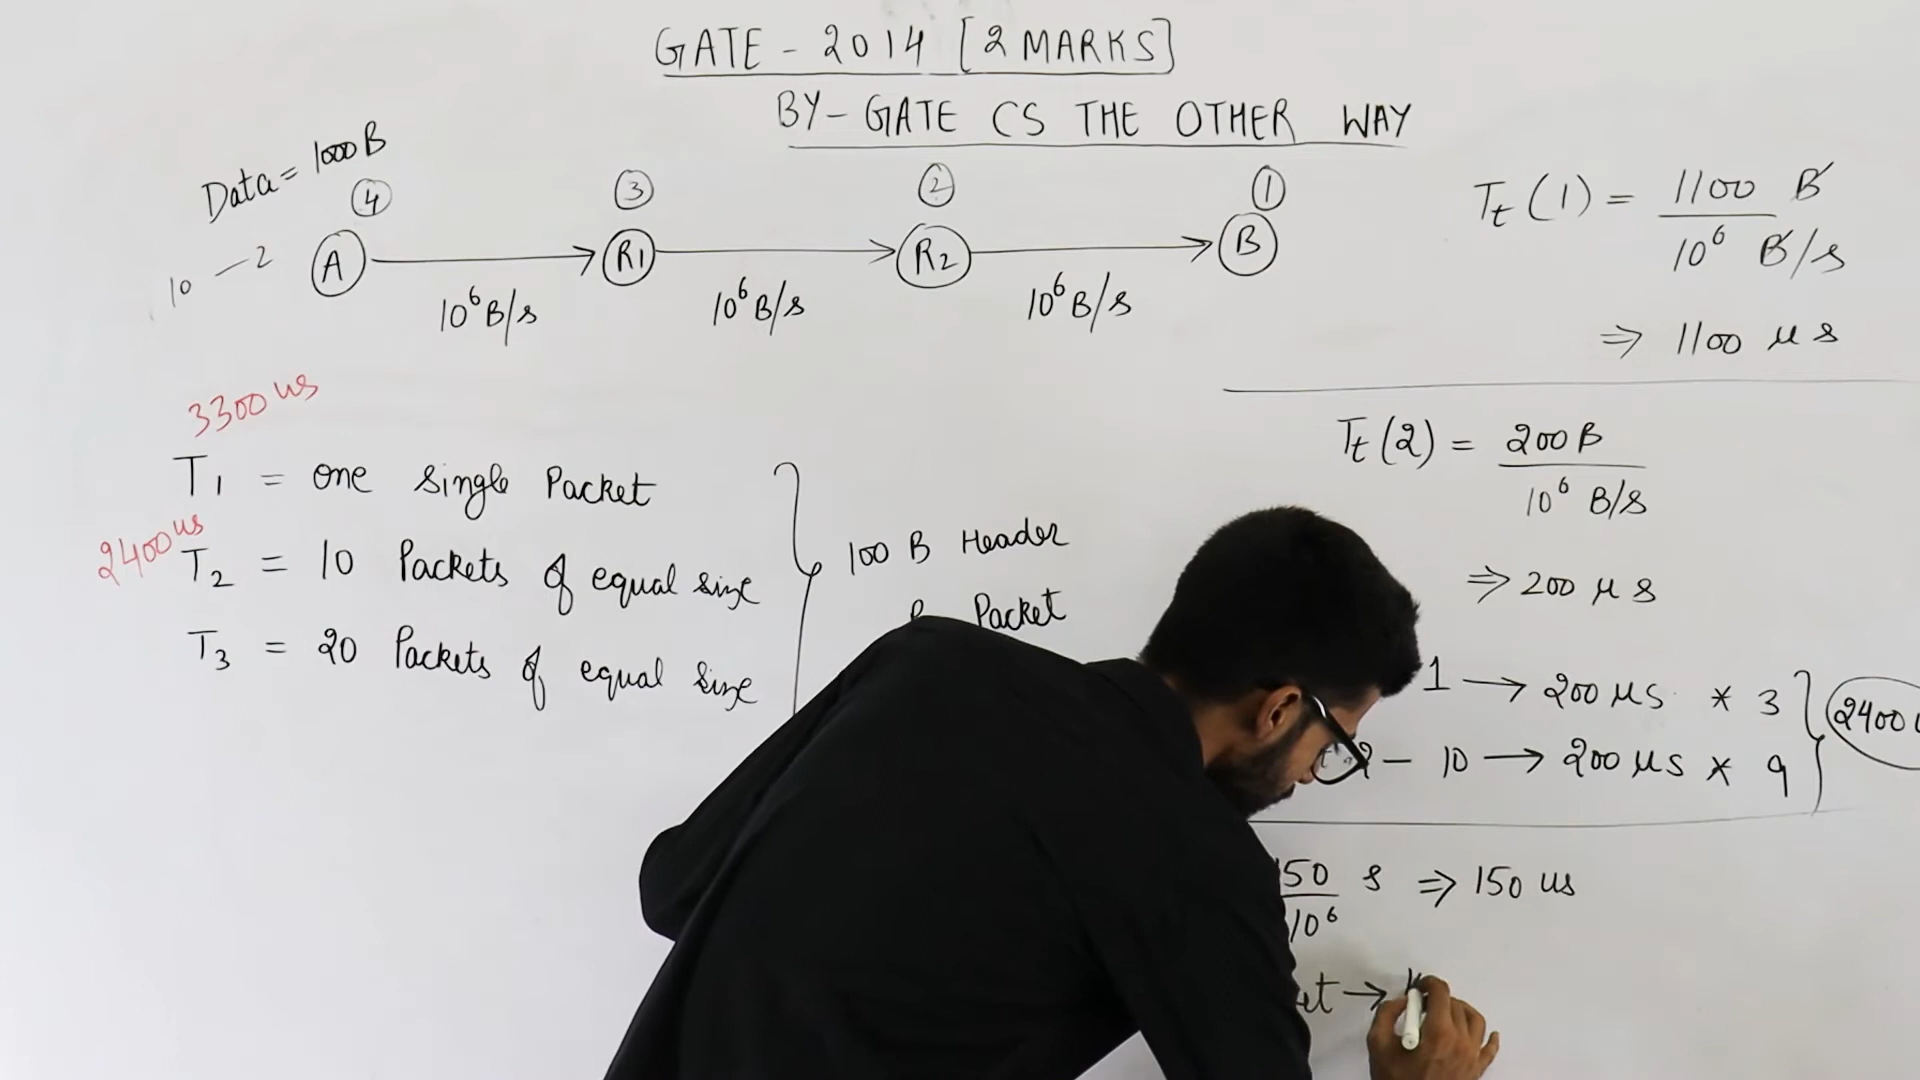 GATE - 2014 [2 MARKS]
BY - GATE CS THE OTHER WAY
Data = 1000 B
4 3 2 1
10 - 2 A R1 R2 B
10⁶ B/s 10⁶ B/s 10⁶ B/s
3300 us
T₁ = one single Packet
2400 us
T₂ = 10 Packets of equal size
T₃ = 20 Packets of equal size
100 B Header
Packet
Tt (1) = 1100 B
10⁶ B/s
⇒ 1100 μs
Tt (2) = 200 B
10⁶ B/s
⇒ 200 μs
1 → 200 μs * 3
2400
2 - 10 → 200 μs * 9
150 s ⇒ 150 us
10⁶
et →